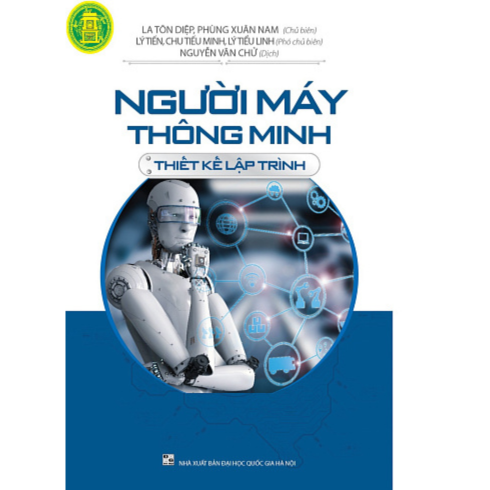 LA TÔN DIỆP, PHÙNG XUÂN NAM (Chủ biên)
LÝ TIỀN, CHU TIỂU MINH, LÝ TIỂU LINH (Phó chủ biên)
NGUYỄN VĂN CHỬ (Dịch)
NGƯỜI MÁY
THÔNG MINH
THIẾT KẾ LẬP TRÌNH
NHÀ XUẤT BẢN ĐẠI HỌC QUỐC GIA HÀ NỘI